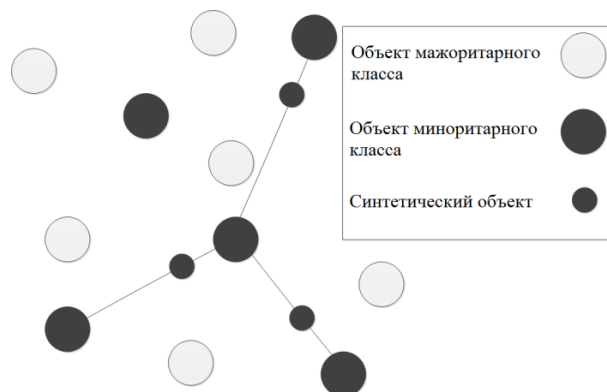 Объект мажоритарного
класса
Объект миноритарного
класса
Синтетический объект